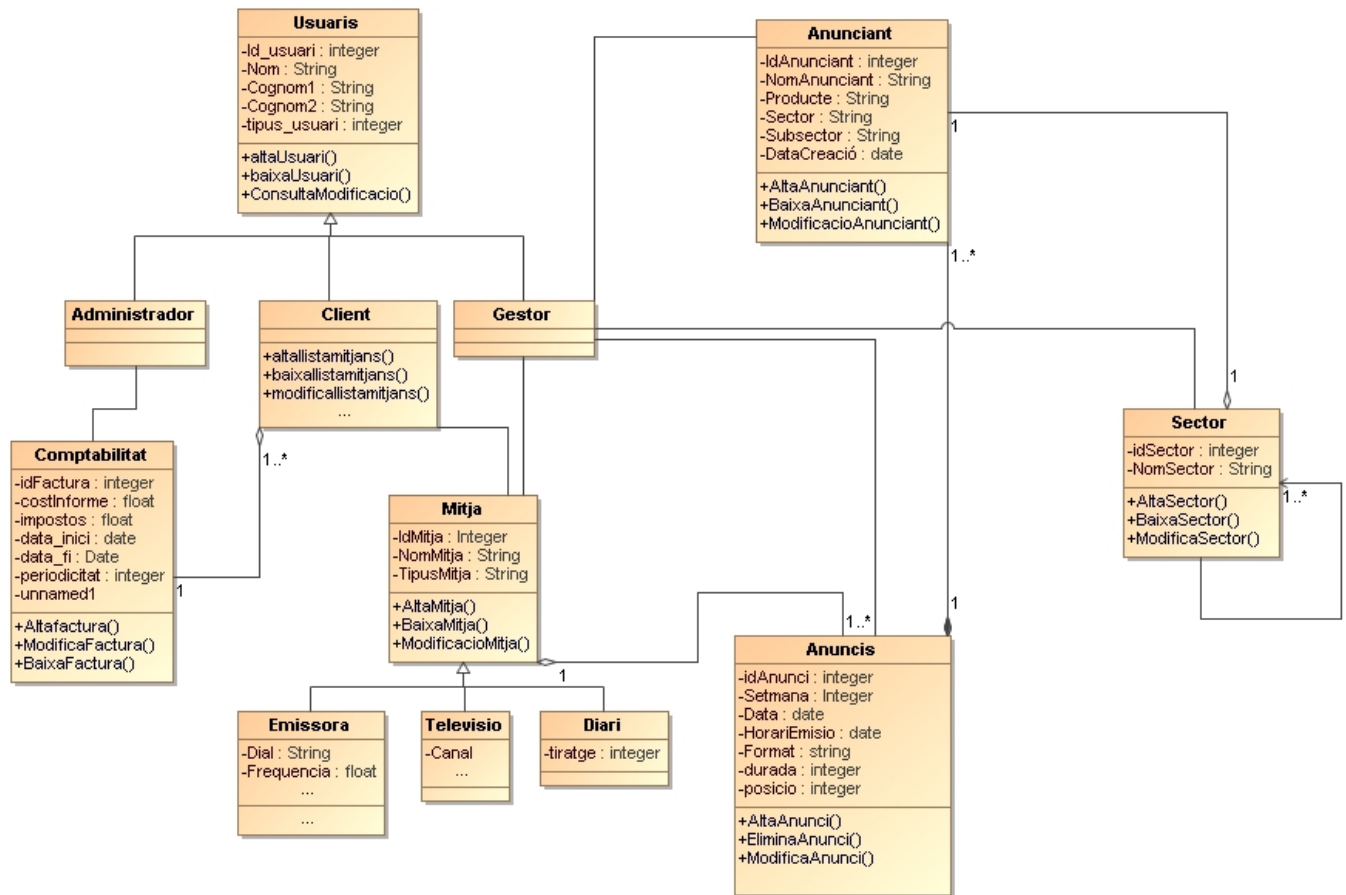 Usuaris
-Id_usuari : integer
-Nom : String
-Cognom1 : String
-Cognom2 : String
-tipus_usuari : integer
+altaUsuari()
+baixaUsuari()
+ConsultaModificacio()
Anunciant
-IdAnunciant : integer
-NomAnunciant : String
-Producte : String
-Sector : String
-Subsector : String
-DataCreació : date
+AltaAnunciant()
+BaixaAnunciant()
+ModificacioAnunciant()
1
1..*
Administrador
Client
+altallistamitjans()
+baixallistamitjans()
+modificallistamitjans()
...
Gestor
1
Sector
-idSector : integer
-NomSector : String
+AltaSector()
+BaixaSector()
+ModificaSector()
1..*
Comptabilitat
-idFactura : integer
-costInforme : float
-impostos : float
-data_inici : date
-data_fi : Date
-periodicitat : integer
-unnamed1
+Altafactura()
+ModificaFactura()
+BaixaFactura()
1..*
1
Mitja
-IdMitja : Integer
-NomMitja : String
-TipusMitja : String
+AltaMitja()
+BaixaMitja()
+ModificacioMitja()
1
1..*
1
Emissora
-Dial : String
-Frequencia : float
...
...
Televisio
-Canal
...
Diari
-tiratge : integer
Anuncis
-idAnunci : integer
-Setmana : Integer
-Data : date
-HorariEmisio : date
-Format : string
-durada : integer
-posicio : integer
+AltaAnunci()
+EliminaAnunci()
+ModificaAnunci()